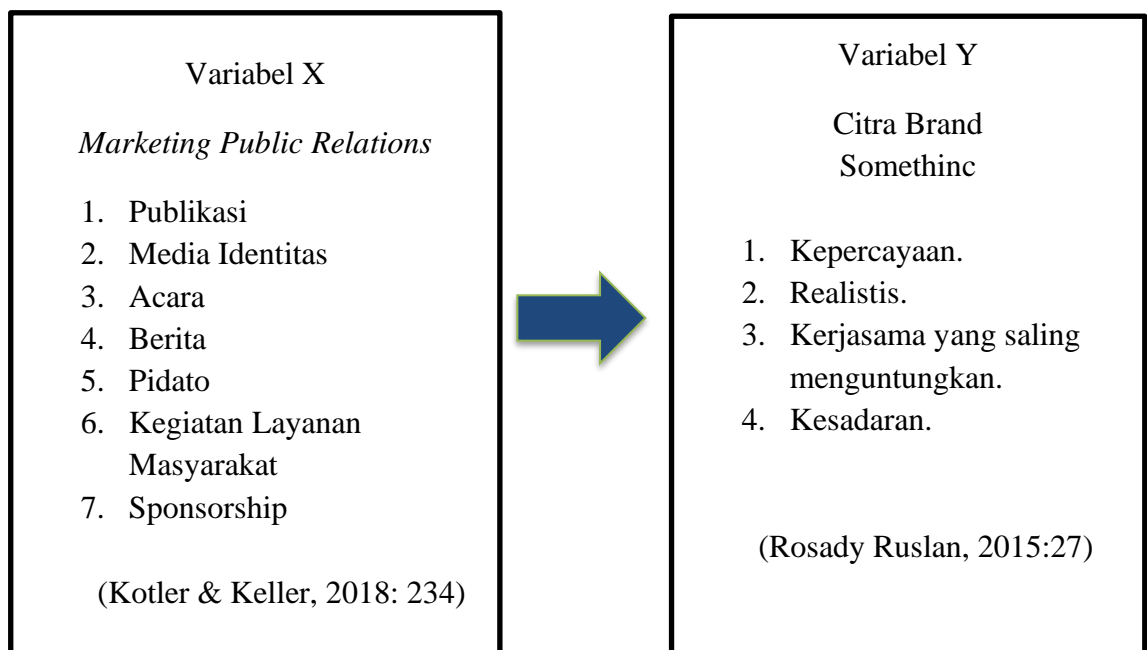 Variabel X
Marketing Public Relations
1. Publikasi
2. Media Identitas
3. Acara
4. Berita
5. Pidato
6. Kegiatan Layanan
Masyarakat
7. Sponsorship
(Kotler & Keller, 2018: 234)
Variabel Y
Citra Brand
Somethinc
1. Kepercayaan.
2. Realistis.
3. Kerjasama yang saling
menguntungkan.
4. Kesadaran.
(Rosady Ruslan, 2015:27)